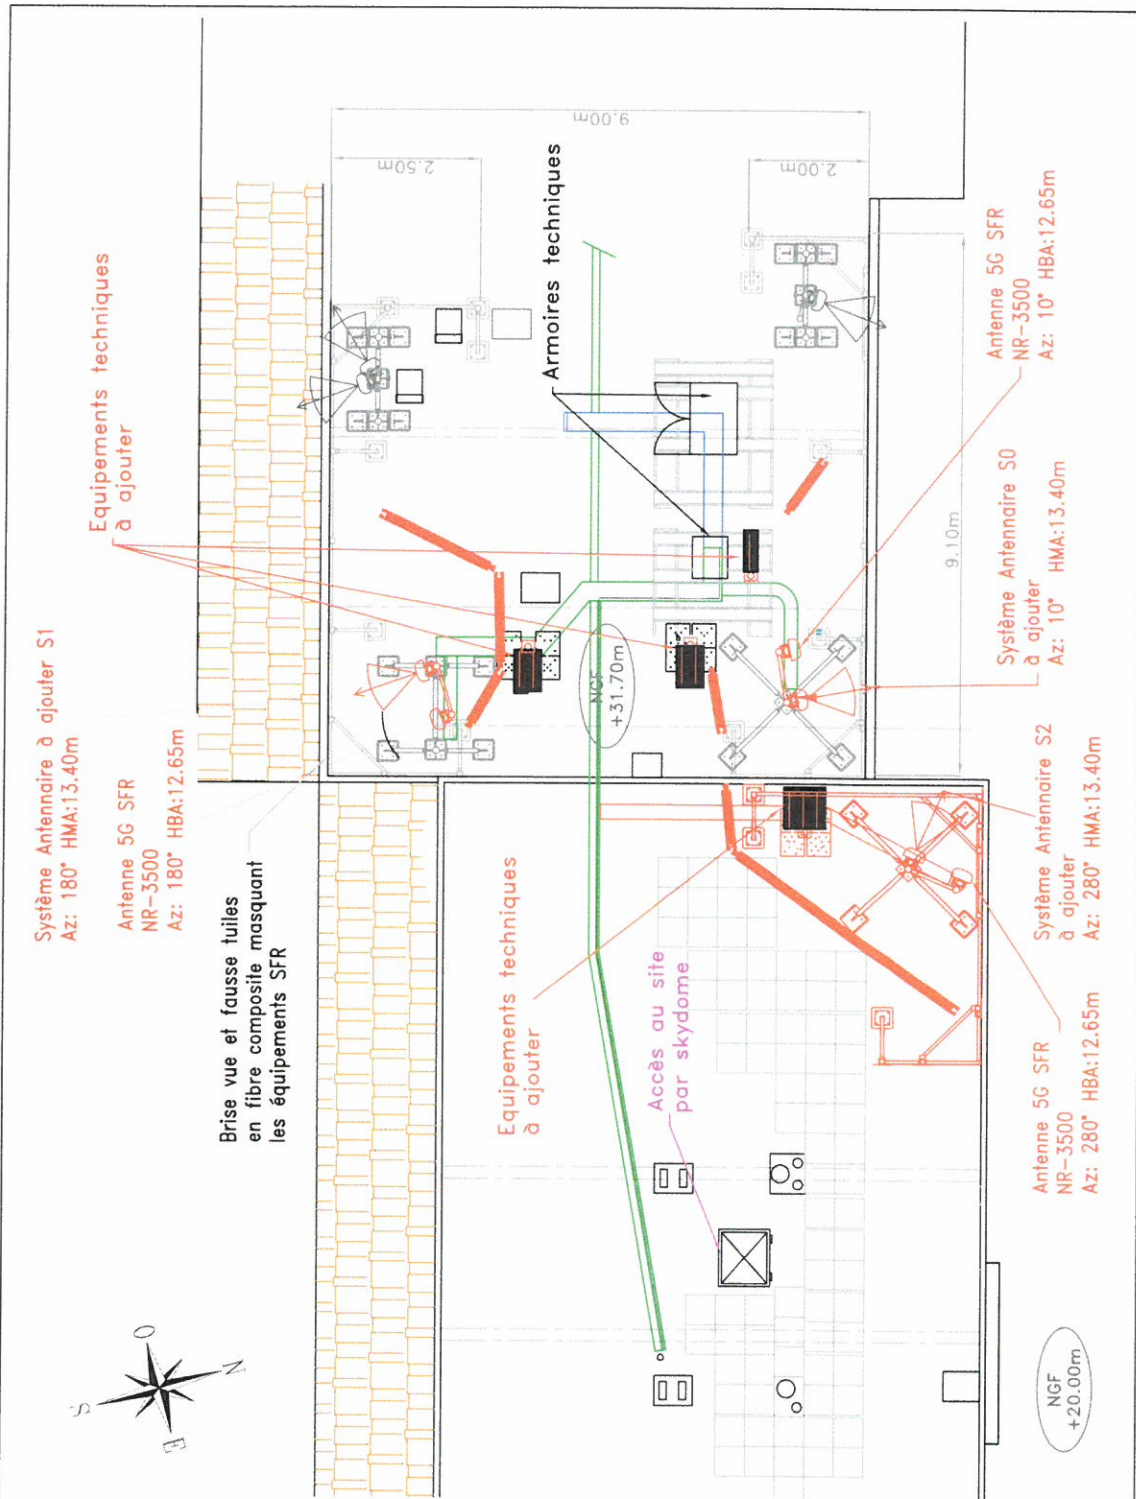 Système Antennaire à ajouter S1
Az: 180° HMA:13.40m
Antenne 5G SFR
NR-3500
Az: 180° HBA:12.65m
Brise vue et fausse tuiles
en fibre composite masquant
les équipements SFR
Equipements techniques
à ajouter
9.00m
2.50m
2.00m
Armoires techniques
NGF
+31.70m
Antenne 5G SFR
NR-3500
Az: 10° HBA:12.65m
Système Antennaire S0
à ajouter
Az: 10° HMA:13.40m
9.10m
Système Antennaire S2
à ajouter
Az: 280° HMA:13.40m
Antenne 5G SFR
NR-3500
Az: 280° HBA:12.65m
Equipements techniques
à ajouter
Accès au site
par skydome
S
O
N
E
NGF
+20.00m